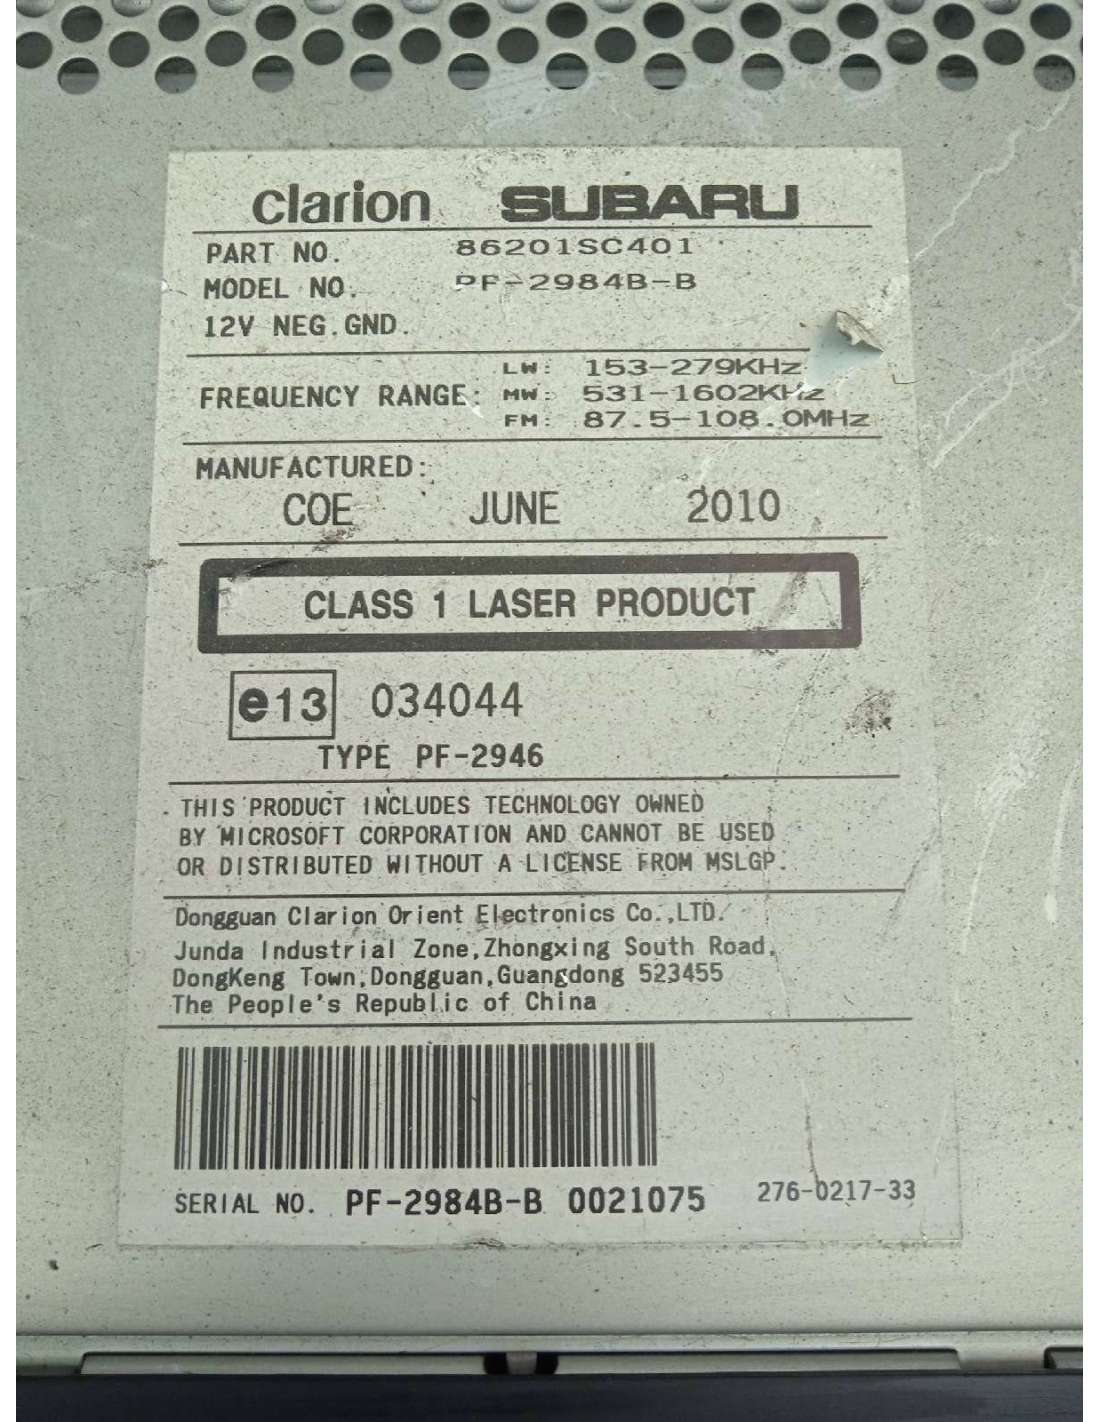 clarion SUBARU
PART NO. 86201SC401
MODEL NO. PF-2984B-B
12V NEG.GND.
LW: 153-279KHz
FREQUENCY RANGE: MW: 531-1602KHz
FM: 87.5-108.0MHz
MANUFACTURED:
COE JUNE 2010
CLASS 1 LASER PRODUCT
e13 034044
TYPE PF-2946
THIS PRODUCT INCLUDES TECHNOLOGY OWNED
BY MICROSOFT CORPORATION AND CANNOT BE USED
OR DISTRIBUTED WITHOUT A LICENSE FROM MSLGP.
Dongguan Clarion Orient Electronics Co.,LTD.
Junda Industrial Zone,Zhongxing South Road,
DongKeng Town,Dongguan,Guangdong 523455
The People's Republic of China
SERIAL NO. PF-2984B-B 0021075 276-0217-33